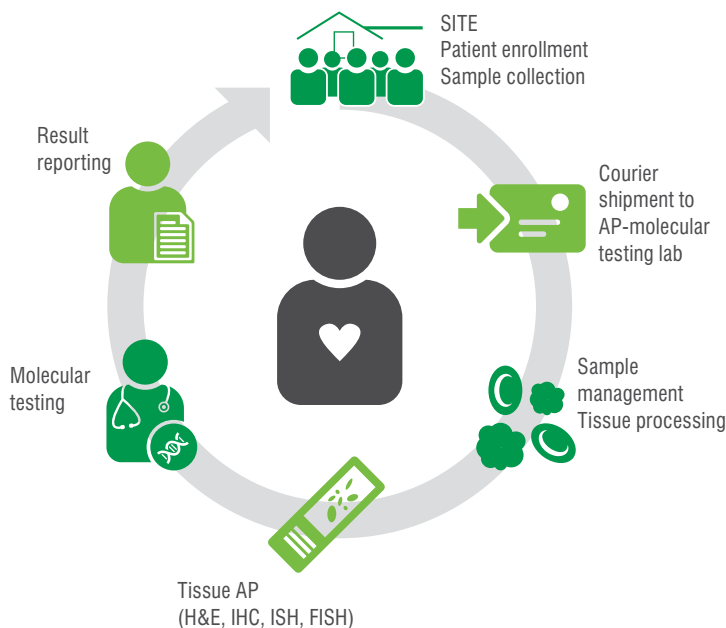 SITE
Patient enrollment
Sample collection
Courier
shipment to
AP-molecular
testing lab
Sample
management
Tissue processing
Tissue AP
(H&E, IHC, ISH, FISH)
Molecular
testing
Result
reporting